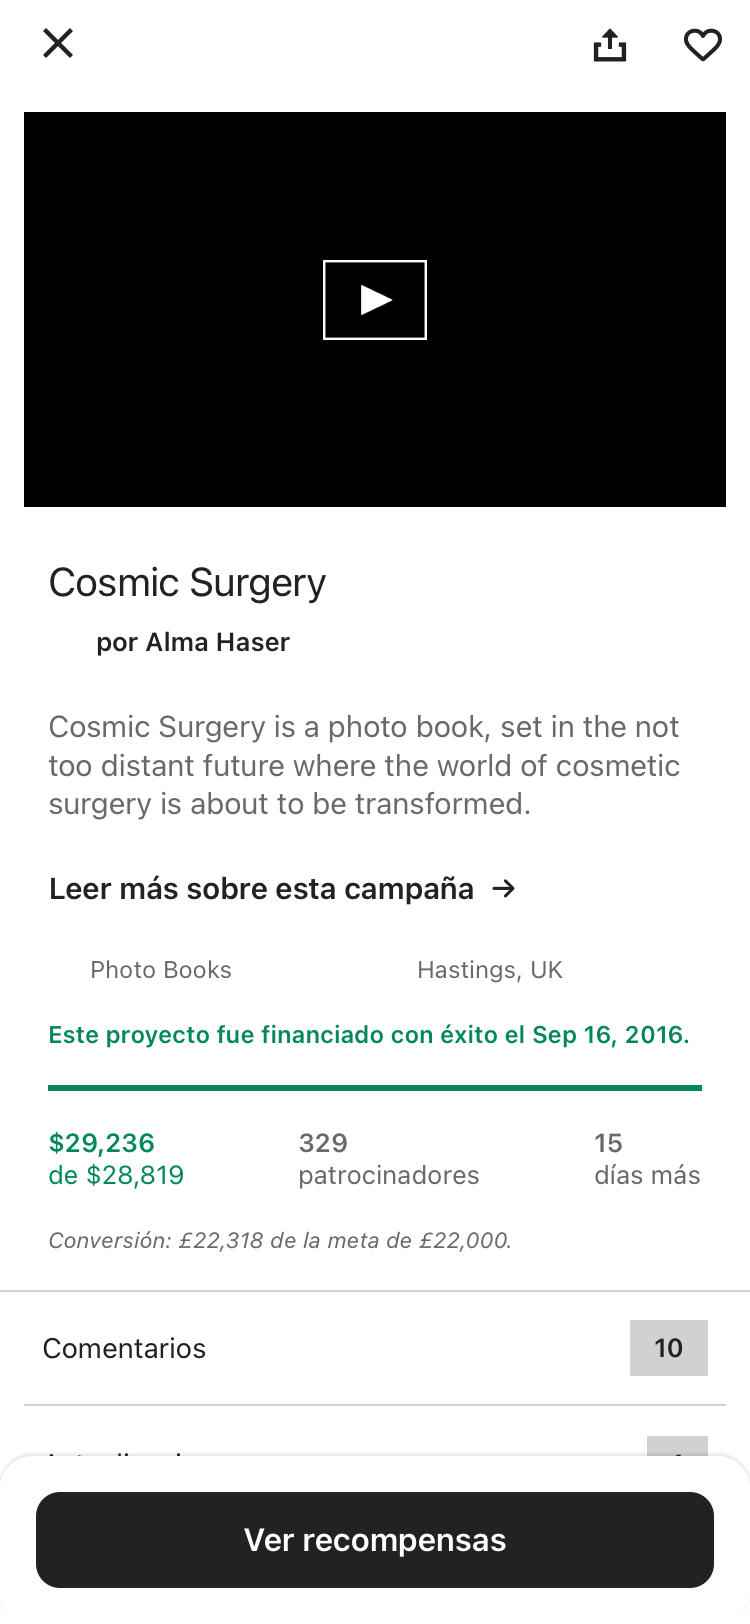 Cosmic Surgery
por Alma Haser
Cosmic Surgery is a photo book, set in the not
too distant future where the world of cosmetic
surgery is about to be transformed.
Leer más sobre esta campaña →
Photo Books
Hastings, UK
Este proyecto fue financiado con éxito el Sep 16, 2016.
$29,236
de $28,819
329
patrocinadores
15
días más
Conversión: £22,318 de la meta de £22,000.
Comentarios
10
Ver recompensas